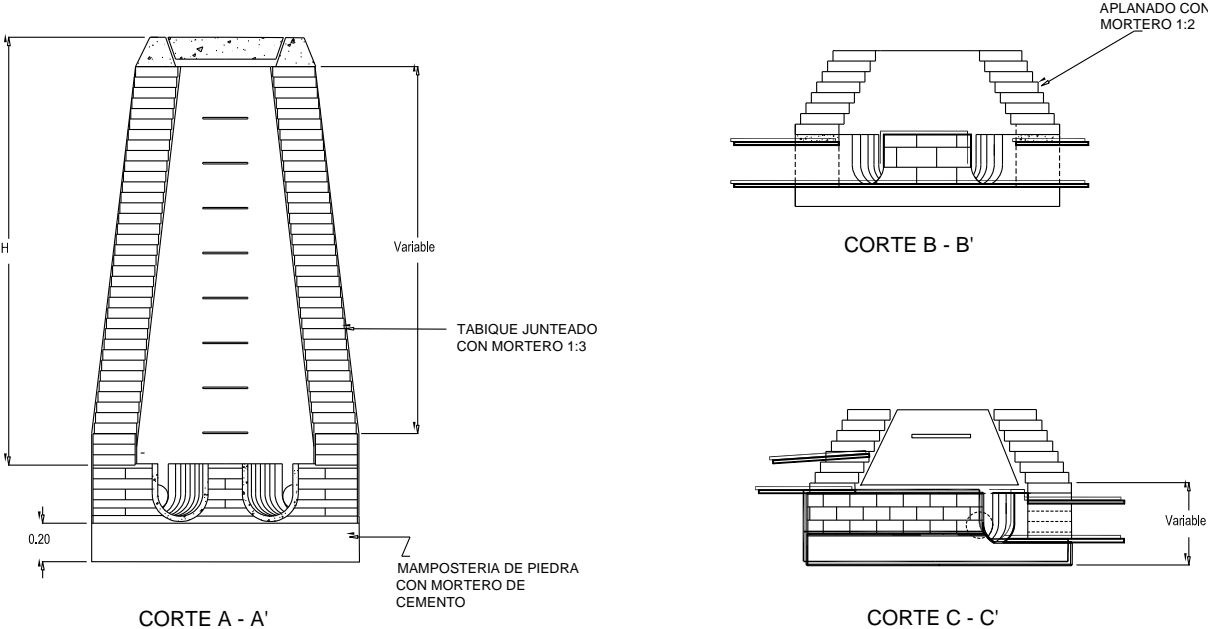 H
Variable
TABIQUE JUNTEADO
CON MORTERO 1:3
0.20
MAMPOSTERIA DE PIEDRA
CON MORTERO DE
CEMENTO
CORTE A - A'
APLANADO CON
MORTERO 1:2
CORTE B - B'
Variable
CORTE C - C'